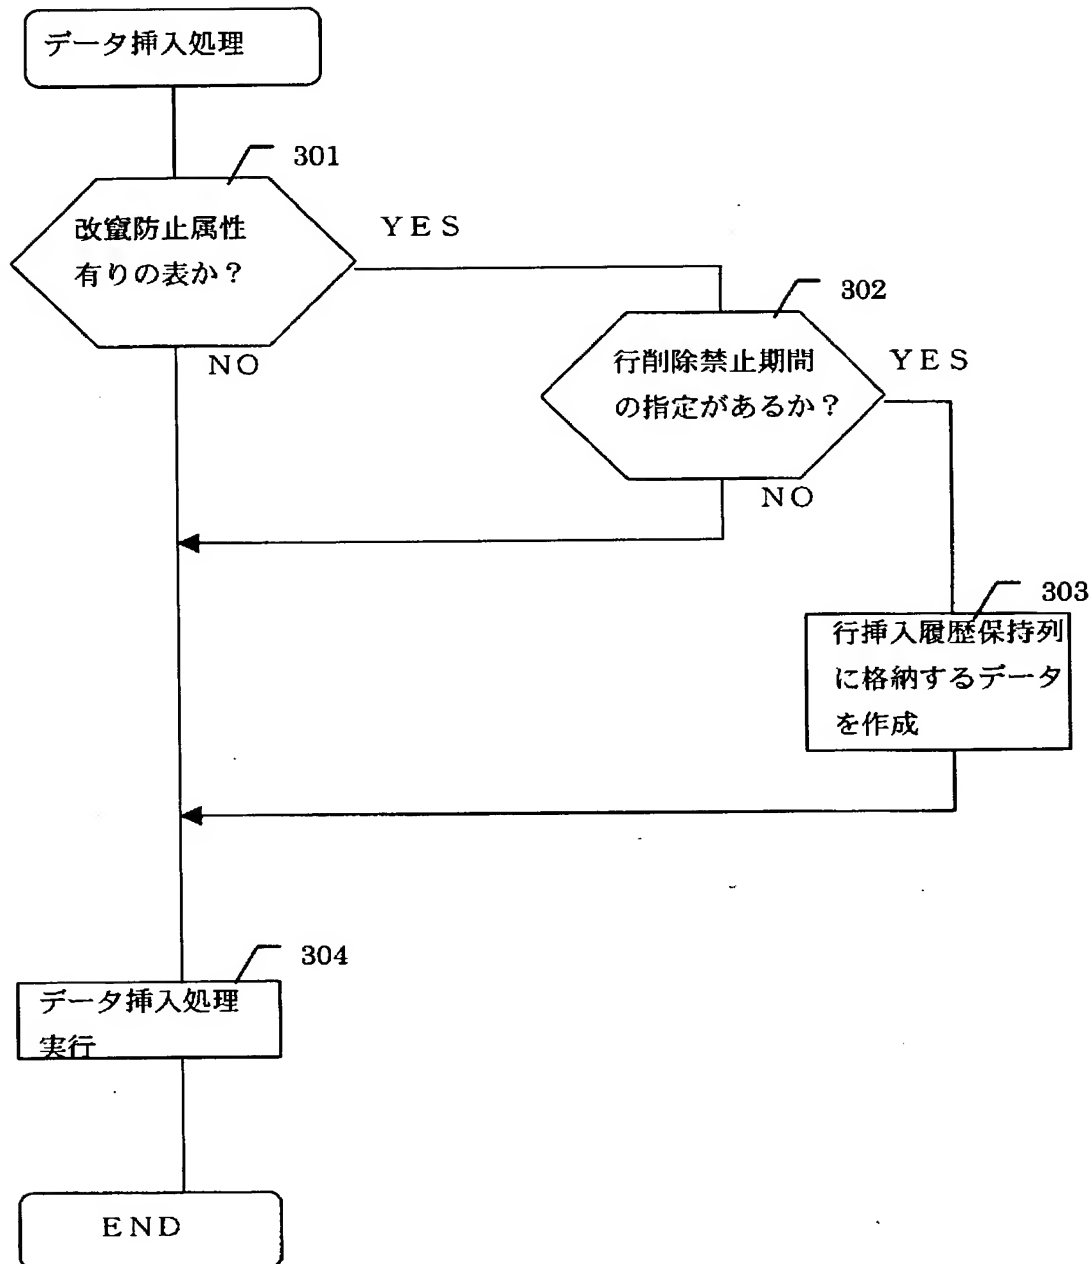 データ挿入処理
301
改竄防止属性
有りの表か？
YES
NO
302
行削除禁止期間
の指定があるか？
YES
NO
303
行挿入履歴保持列
に格納するデータ
を作成
304
データ挿入処理
実行
END